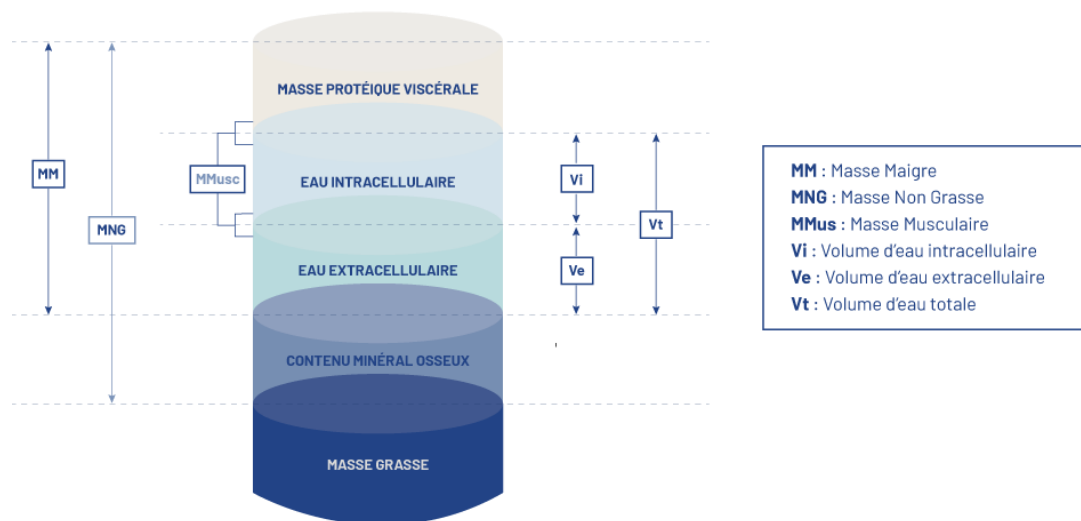 MASSE PROTÉIQUE VISCÉRALE
MM
MMusc
EAU INTRACELLULAIRE
Vi
MNG
Vt
EAU EXTRACELLULAIRE
Ve
CONTENU MINÉRAL OSSEUX
MASSE GRASSE
MM : Masse Maigre
MNG : Masse Non Grasse
MMus : Masse Musculaire
Vi : Volume d'eau intracellulaire
Ve : Volume d'eau extracellulaire
Vt : Volume d'eau totale